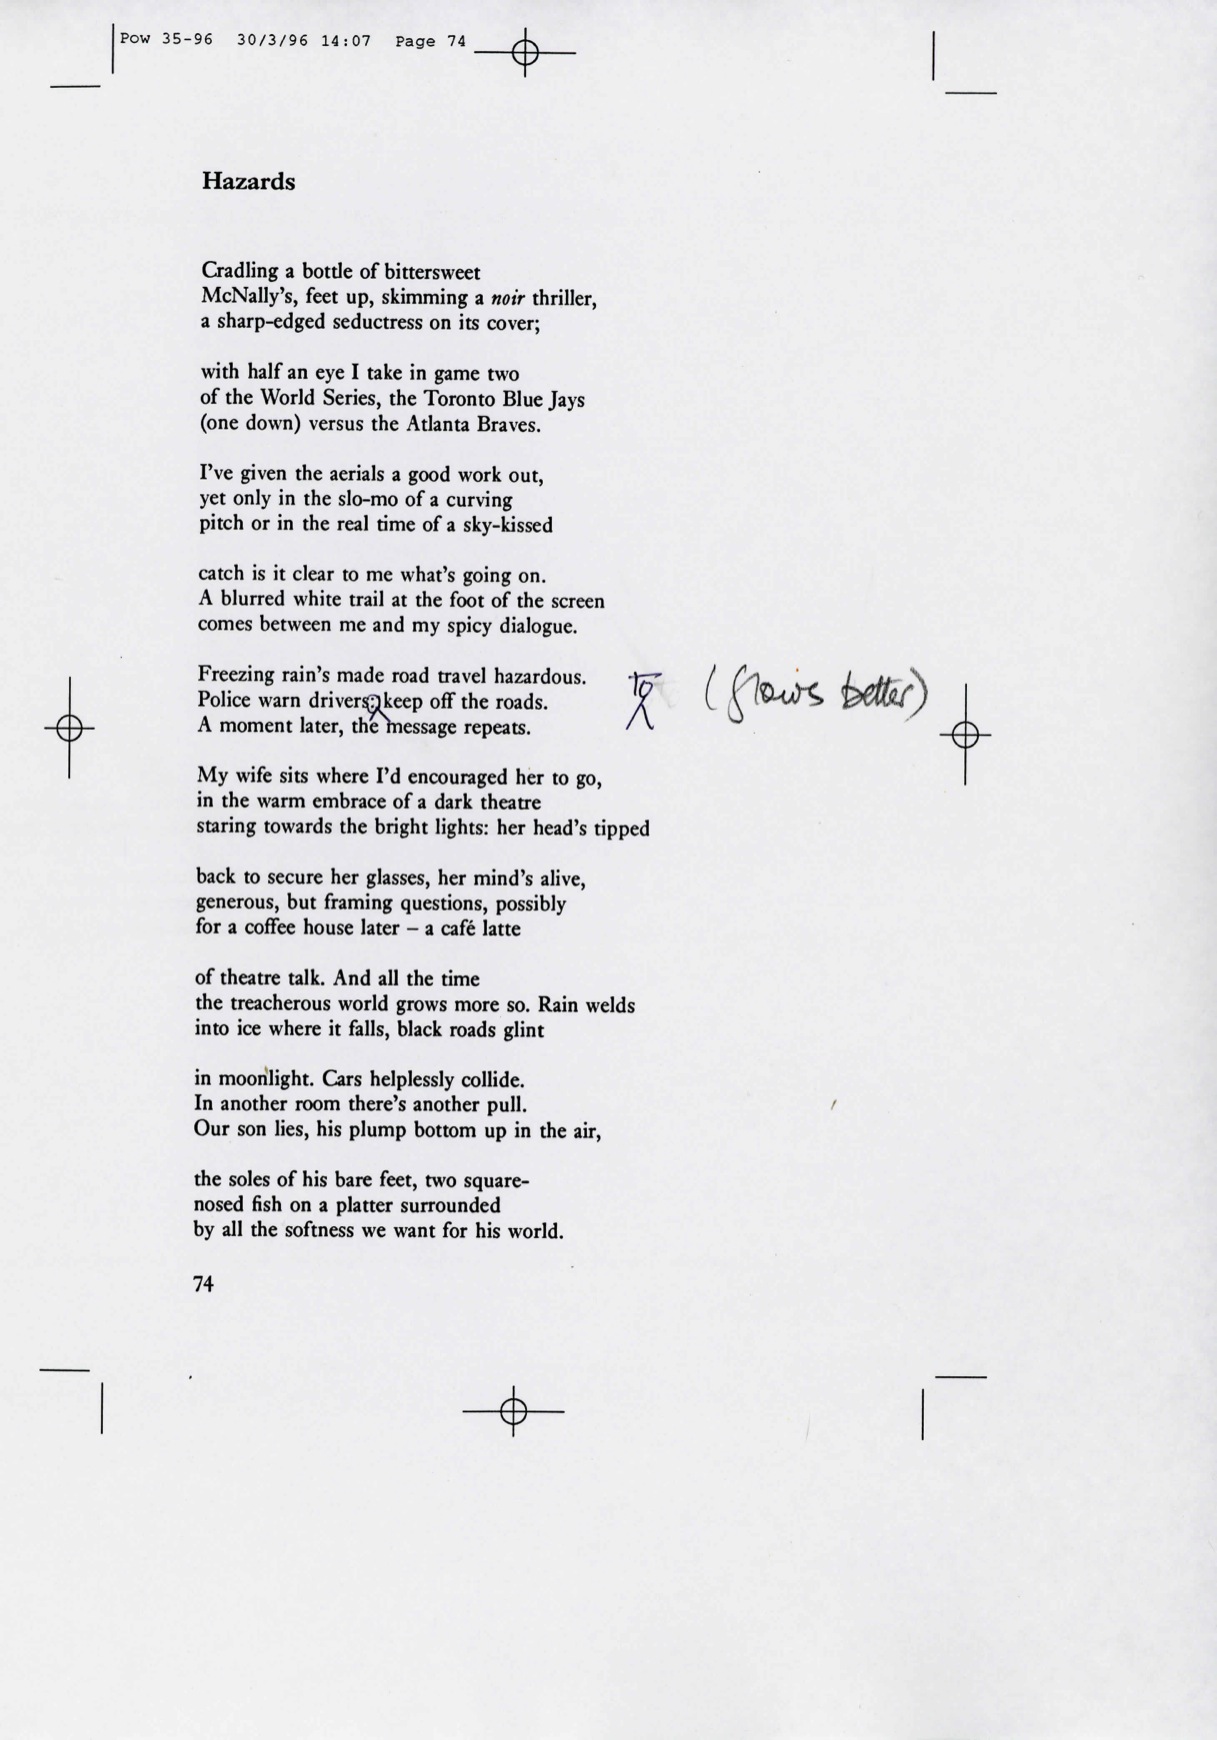 Pow 35-96 30/3/96 14:07 Page 74
Hazards
Cradling a bottle of bittersweet
McNally's, feet up, skimming a noir thriller,
a sharp-edged seductress on its cover;
with half an eye I take in game two
of the World Series, the Toronto Blue Jays
(one down) versus the Atlanta Braves.
I've given the aerials a good work out,
yet only in the slo-mo of a curving
pitch or in the real time of a sky-kissed
catch is it clear to me what's going on.
A blurred white trail at the foot of the screen
comes between me and my spicy dialogue.
Freezing rain's made road travel hazardous.
Police warn drivers: keep off the roads. to (flows better)
A moment later, the message repeats.
My wife sits where I'd encouraged her to go,
in the warm embrace of a dark theatre
staring towards the bright lights: her head's tipped
back to secure her glasses, her mind's alive,
generous, but framing questions, possibly
for a coffee house later – a café latte
of theatre talk. And all the time
the treacherous world grows more so. Rain welds
into ice where it falls, black roads glint
in moonlight. Cars helplessly collide.
In another room there's another pull.
Our son lies, his plump bottom up in the air,
the soles of his bare feet, two square-
nosed fish on a platter surrounded
by all the softness we want for his world.
74